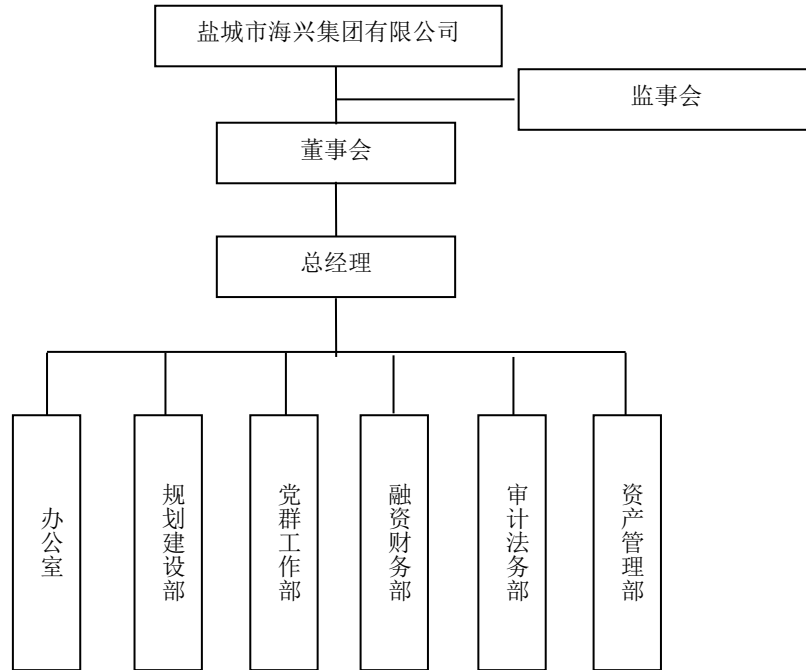 盐城市海兴集团有限公司
监事会
董事会
总经理
办公室
规划建设部
党群工作部
融资财务部
审计法务部
资产管理部